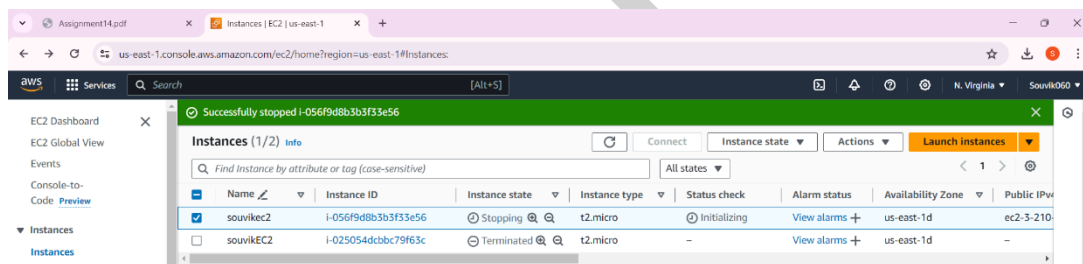 Assignment14.pdf
Instances | EC2 | us-east-1
us-east-1.console.aws.amazon.com/ec2/home?region=us-east-1#Instances:
S
aws Services Search [Alt+S] N. Virginia Souvik060
Successfully stopped i-056f9d8b3b3f33e56
EC2 Dashboard
EC2 Global View
Events
Console-to-
Code Preview
Instances
Instances
Instances (1/2) Info Connect Instance state Actions Launch instances
Find Instance by attribute or tag (case-sensitive) All states 1
Name Instance ID Instance state Instance type Status check Alarm status Availability Zone Public IPv4
souvikec2 i-056f9d8b3b3f33e56 Stopping t2.micro Initializing View alarms + us-east-1d ec2-3-210-
souvikEC2 i-025054dcbbc79f63c Terminated t2.micro – View alarms + us-east-1d –